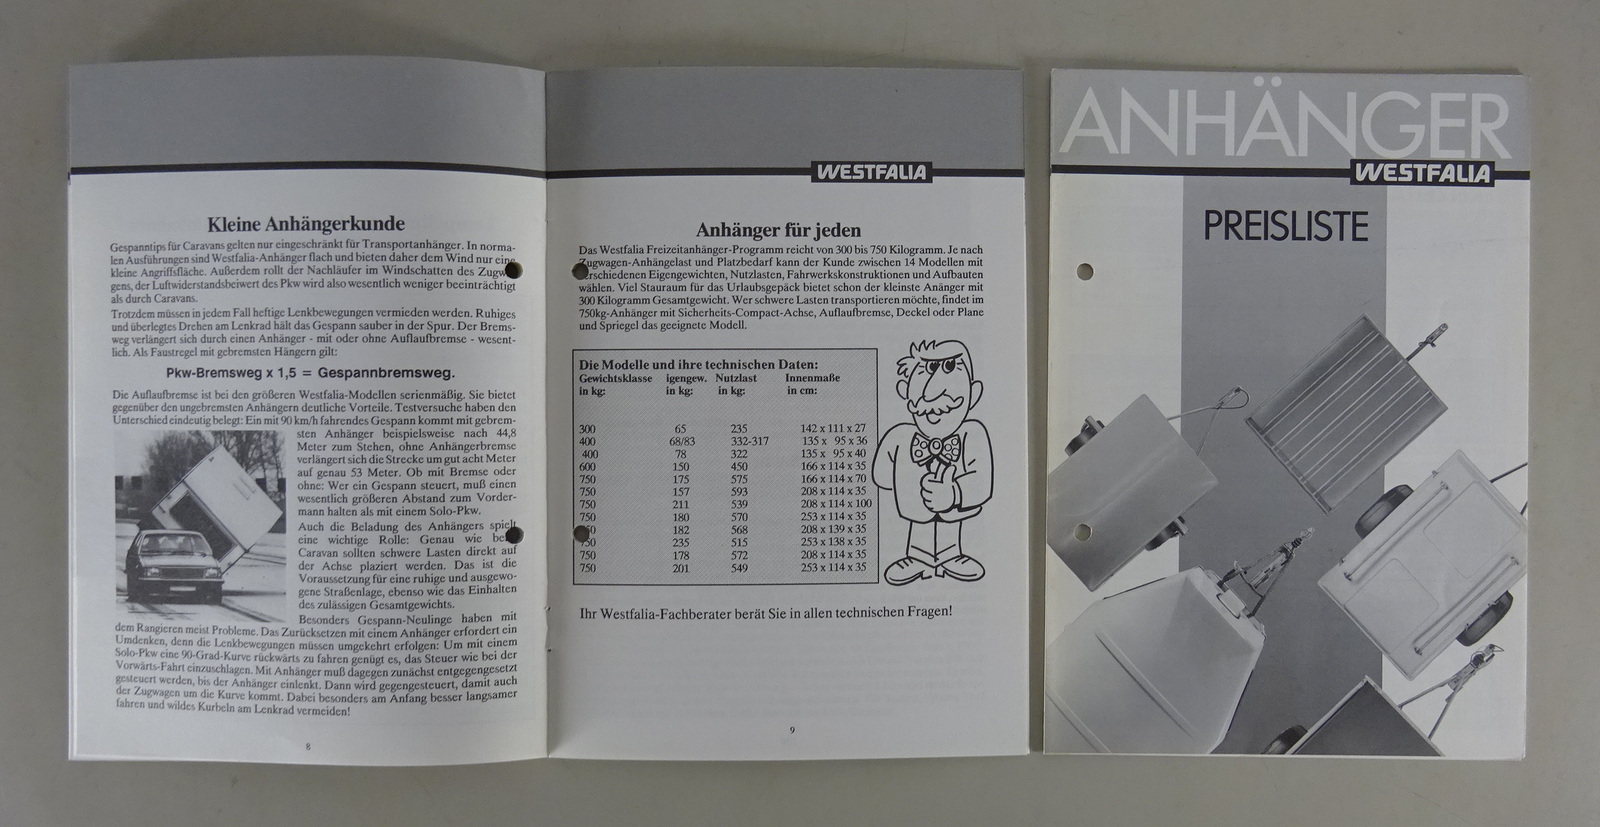 Kleine Anhängerkunde
Gespanntips für Caravans gelten nur eingeschränkt für Transportanhänger. In norma-
len Ausführungen sind Westfalia-Anhänger flach und bieten daher dem Wind nur eine
kleine Angriffsfläche. Außerdem rollt der Nachläufer im Windschatten des Zugwa-
gens, der Luftwiderstandsbeiwert des Pkw wird also wesentlich weniger beeinträchtigt
als durch Caravans.
Trotzdem müssen in jedem Fall heftige Lenkbewegungen vermieden werden. Ruhiges
und überlegtes Drehen am Lenkrad hält das Gespann sauber in der Spur. Der Brems-
weg verlängert sich durch einen Anhänger - mit oder ohne Auflaufbremse - wesent-
lich. Als Faustregel mit gebremsten Hängern gilt:
Pkw-Bremsweg x 1,5 = Gespannbremsweg.
Die Auflaufbremse ist bei den größeren Westfalia-Modellen serienmäßig. Sie bietet
gegenüber den ungebremsten Anhängern deutliche Vorteile. Testversuche haben den
Unterschied eindeutig belegt: Ein mit 90 km/h fahrendes Gespann kommt mit gebrem-
sten Anhänger beispielsweise nach 44,8
Meter zum Stehen, ohne Anhängerbremse
verlängert sich die Strecke um gut acht Meter
auf genau 53 Meter. Ob mit Bremse oder
ohne: Wer ein Gespann steuert, muß einen
wesentlich größeren Abstand zum Vorder-
mann halten als mit einem Solo-Pkw.
Auch die Beladung des Anhängers spielt
eine wichtige Rolle: Genau wie beim
Caravan sollten schwere Lasten direkt auf
der Achse plaziert werden. Das ist die
Voraussetzung für eine ruhige und ausgewo-
gene Straßenlage, ebenso wie das Einhalten
des zulässigen Gesamtgewichts.
Besonders Gespann-Neulinge haben mit
dem Rangieren meist Probleme. Das Zurücksetzen mit einem Anhänger erfordert ein
Umdenken, denn die Lenkbewegungen müssen umgekehrt erfolgen: Um mit einem
Solo-Pkw eine 90-Grad-Kurve rückwärts zu fahren genügt es, das Steuer wie bei der
Vorwärts-Fahrt einzuschlagen. Mit Anhänger muß dagegen zunächst entgegengesetzt
gesteuert werden, bis der Anhänger einlenkt. Dann wird gegengesteuert, damit auch
der Zugwagen um die Kurve kommt. Dabei besonders am Anfang besser langsamer
fahren und wildes Kurbeln am Lenkrad vermeiden!
8
WESTFALIA
Anhänger für jeden
Das Westfalia Freizeitanhänger-Programm reicht von 300 bis 750 Kilogramm. Je nach
Zugwagen-Anhängelast und Platzbedarf kann der Kunde zwischen 14 Modellen mit
verschiedenen Eigengewichten, Nutzlasten, Fahrwerkskonstruktionen und Aufbauten
wählen. Viel Stauraum für das Urlaubsgepäck bietet schon der kleinste Anänger mit
300 Kilogramm Gesamtgewicht. Wer schwere Lasten transportieren möchte, findet im
750kg-Anhänger mit Sicherheits-Compact-Achse, Auflaufbremse, Deckel oder Plane
und Spriegel das geeignete Modell.
Die Modelle und ihre technischen Daten:
Gewichtsklasse igengew. Nutzlast Innenmaße
in kg: in kg: in kg: in cm:
300 65 235 142 x 111 x 27
400 68/83 332-317 135 x 95 x 36
400 78 322 135 x 95 x 40
600 150 450 166 x 114 x 35
750 175 575 166 x 114 x 70
750 157 593 208 x 114 x 35
750 211 539 208 x 114 x 100
750 180 570 253 x 114 x 35
750 182 568 208 x 139 x 35
750 235 515 253 x 138 x 35
750 178 572 208 x 114 x 35
750 201 549 253 x 114 x 35
Ihr Westfalia-Fachberater berät Sie in allen technischen Fragen!
9
ANHÄNGER
WESTFALIA
PREISLISTE